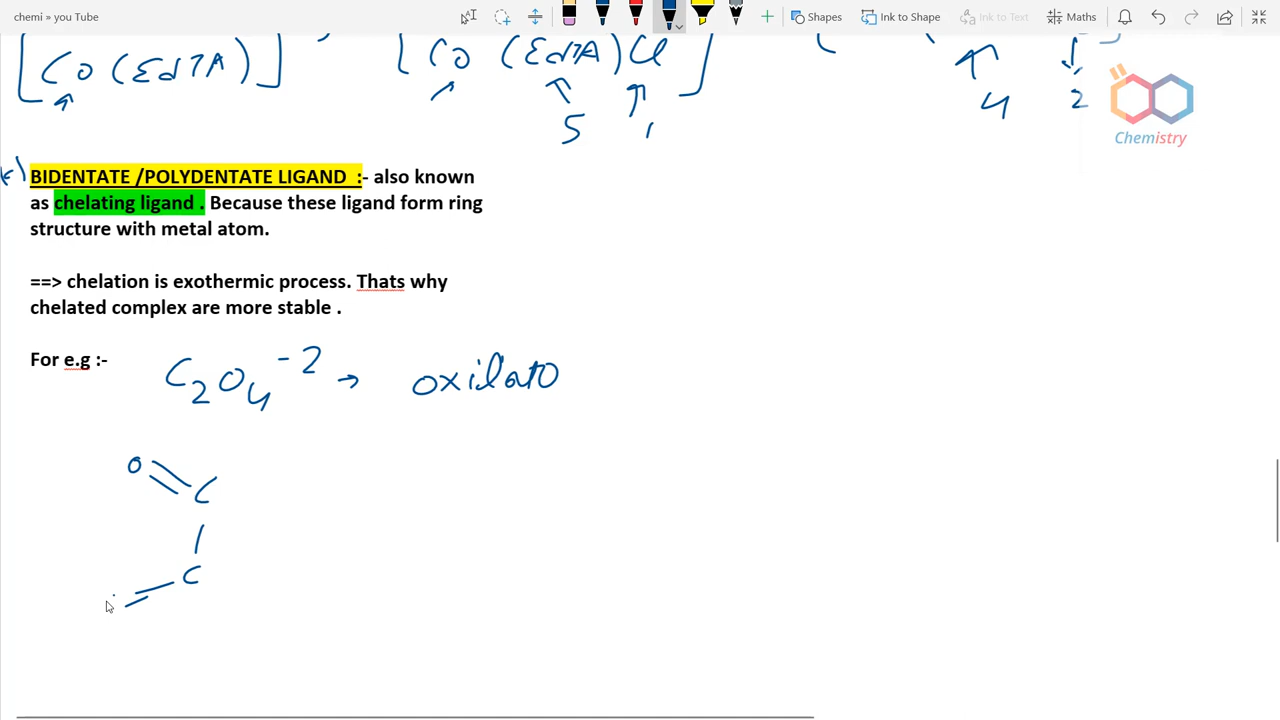 chemi » you Tube
Shapes Ink to Shape Ink to Text Maths
[Co(EdTA)] [Co(EdTA)Cl]
5 1 4 2
Chemistry
BIDENTATE /POLYDENTATE LIGAND :- also known
as chelating ligand . Because these ligand form ring
structure with metal atom.
==> chelation is exothermic process. Thats why
chelated complex are more stable .
For e.g :- C2O4 -2 → oxilato
O C
C